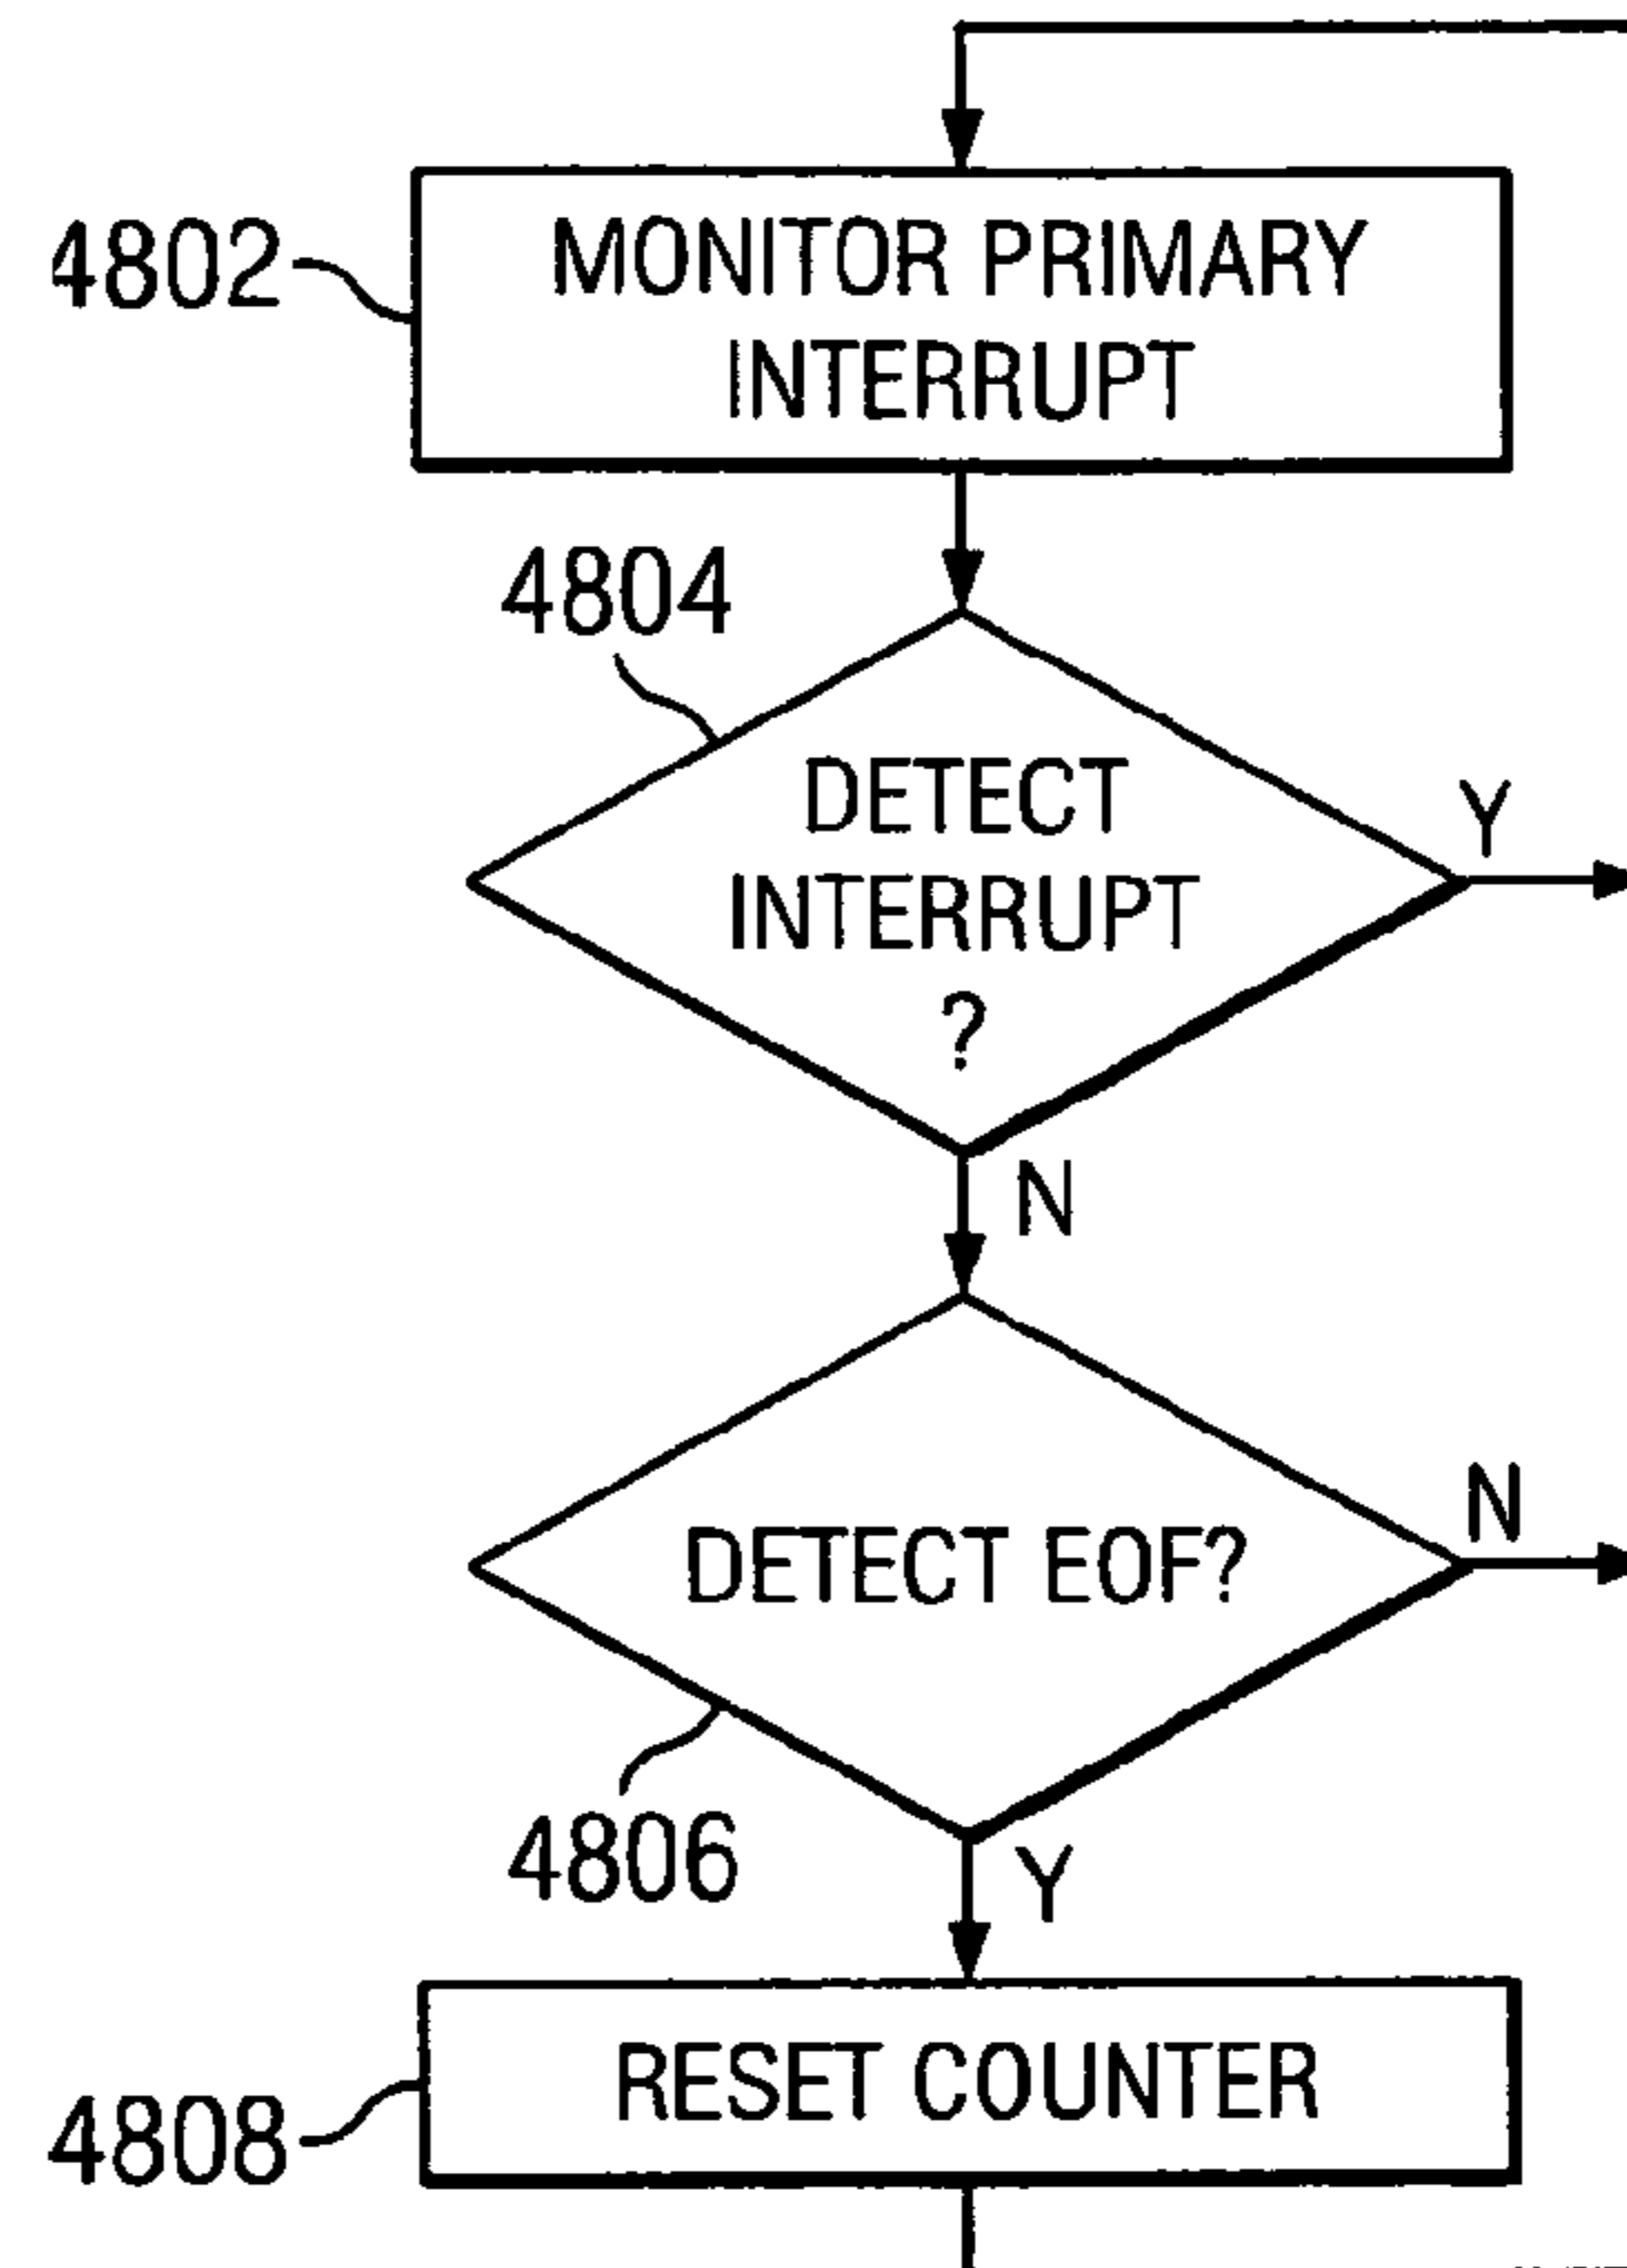 4802
MONITOR PRIMARY
INTERRUPT
4804
DETECT
INTERRUPT
?
Y
N
DETECT EOF?
N
4806
Y
RESET COUNTER
4808